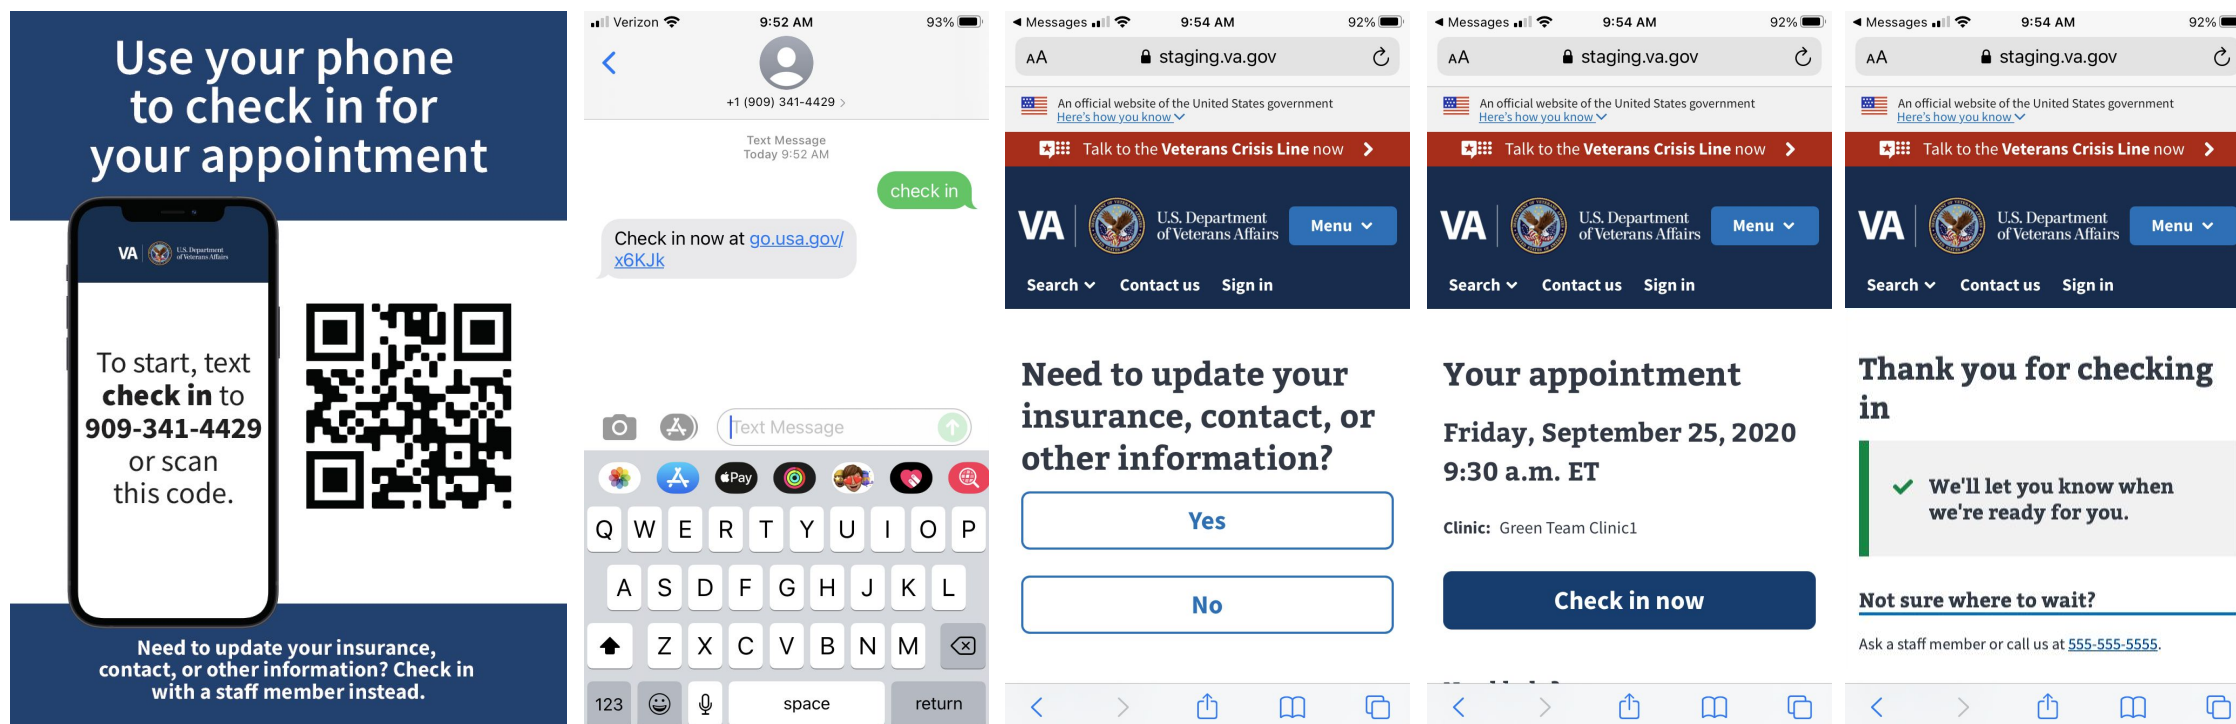 Use your phone
to check in for
your appointment
VA
U.S. Department
of Veterans Affairs
To start, text
check in to
909-341-4429
or scan
this code.
Need to update your insurance,
contact, or other information? Check in
with a staff member instead.
Verizon 9:52 AM 93%
+1 (909) 341-4429
Text Message
Today 9:52 AM
check in
Check in now at go.usa.gov/
x6KJk
Text Message
Pay
Q W E R T Y U I O P
A S D F G H J K L
Z X C V B N M
123 space return
Messages 9:54 AM 92%
AA staging.va.gov
An official website of the United States government
Here's how you know
Talk to the Veterans Crisis Line now
VA
U.S. Department
of Veterans Affairs
Menu
Search Contact us Sign in
Need to update your
insurance, contact, or
other information?
Yes
No
Messages 9:54 AM 92%
AA staging.va.gov
An official website of the United States government
Here's how you know
Talk to the Veterans Crisis Line now
VA
U.S. Department
of Veterans Affairs
Menu
Search Contact us Sign in
Your appointment
Friday, September 25, 2020
9:30 a.m. ET
Clinic: Green Team Clinic1
Check in now
Messages 9:54 AM 92%
AA staging.va.gov
An official website of the United States government
Here's how you know
Talk to the Veterans Crisis Line now
VA
U.S. Department
of Veterans Affairs
Menu
Search Contact us Sign in
Thank you for checking
in
We'll let you know when
we're ready for you.
Not sure where to wait?
Ask a staff member or call us at 555-555-5555.